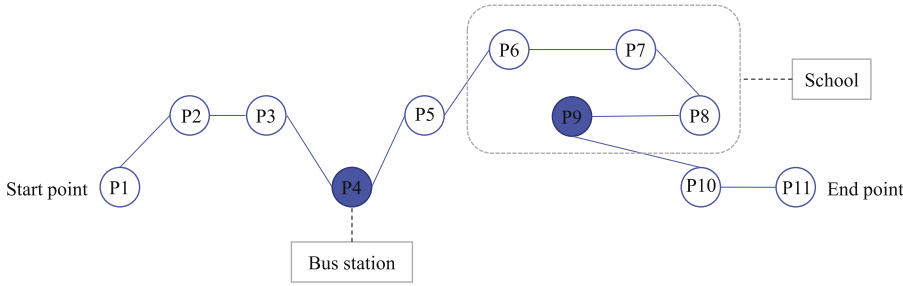 P6
P7
School
P2
P3
P5
P9
P8
Start point
P1
P4
P10
P11
End point
Bus station